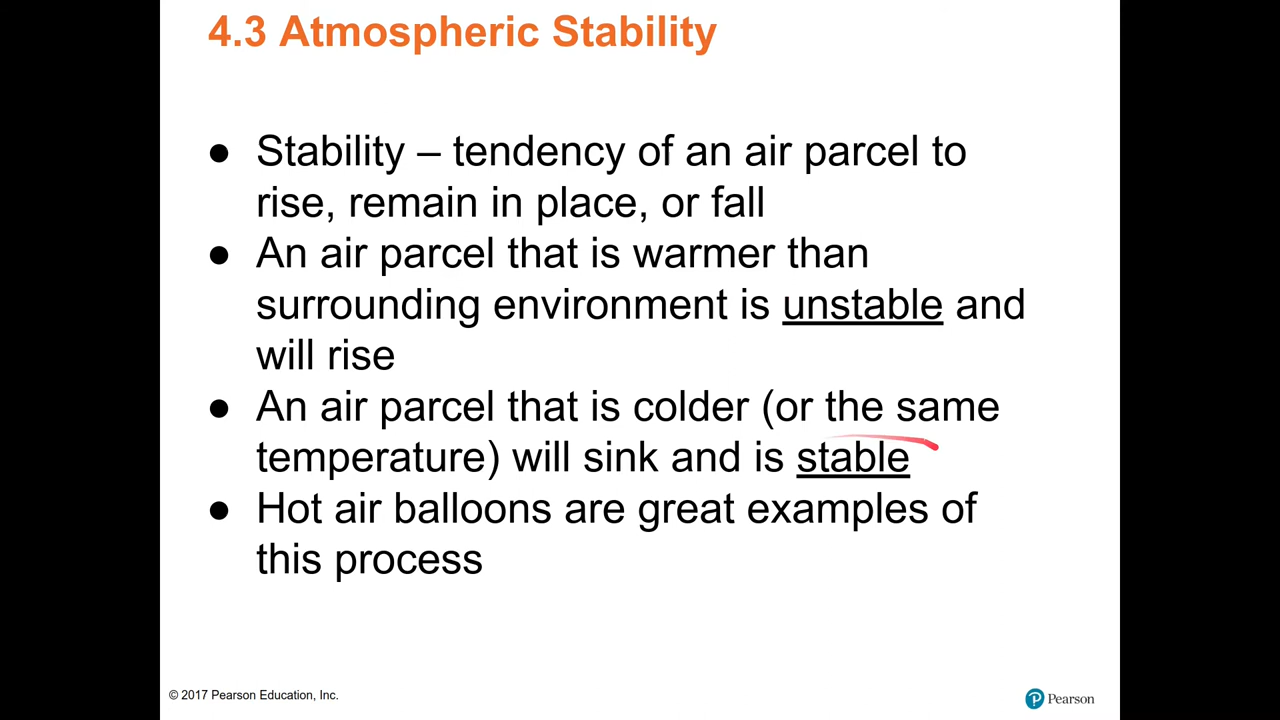 4.3 Atmospheric Stability
● Stability – tendency of an air parcel to
rise, remain in place, or fall
● An air parcel that is warmer than
surrounding environment is unstable and
will rise
● An air parcel that is colder (or the same
temperature) will sink and is stable
● Hot air balloons are great examples of
this process
© 2017 Pearson Education, Inc.
P Pearson